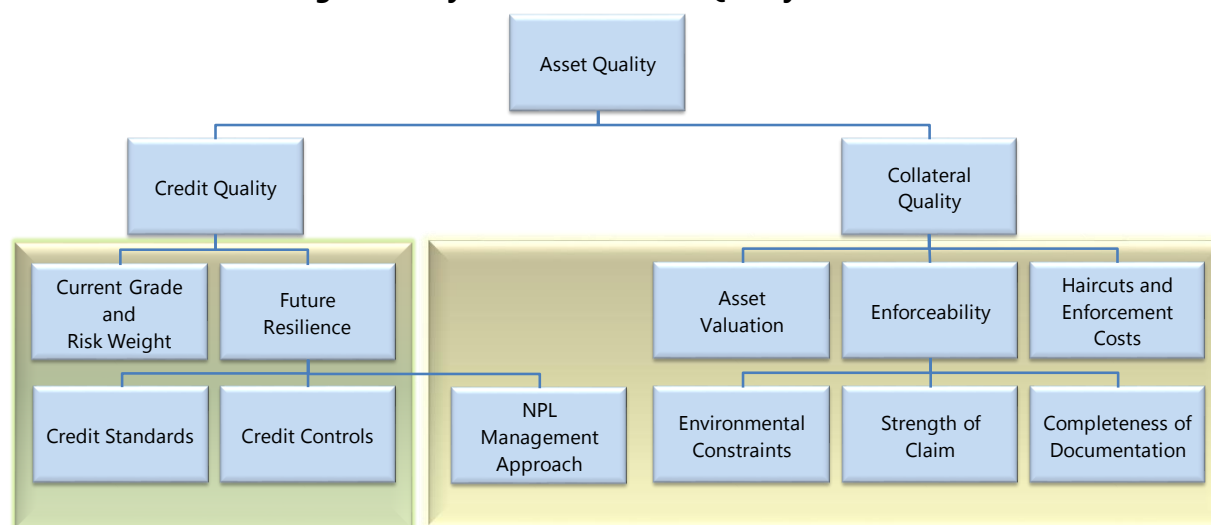 Asset Quality
Credit Quality
Collateral
Quality
Current Grade
and
Risk Weight
Future
Resilience
Asset
Valuation
Enforceability
Haircuts and
Enforcement
Costs
Credit Standards
Credit Controls
NPL
Management
Approach
Environmental
Constraints
Strength of
Claim
Completeness of
Documentation